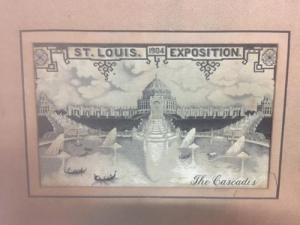 ST. LOUIS. 1904 EXPOSITION.
The Cascades